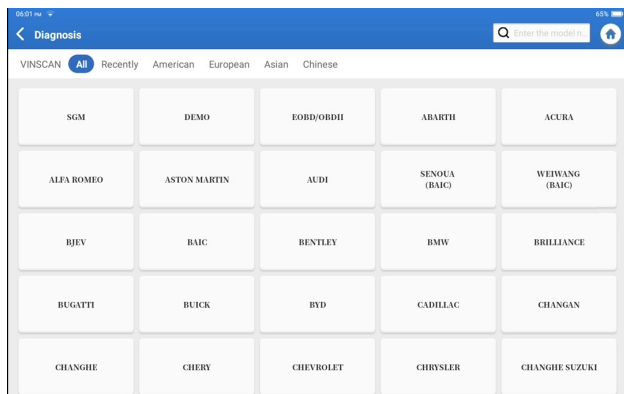 06:01 PM
65%
Diagnosis
Enter the model n...
VINSCAN All Recently American European Asian Chinese
SGM DEMO EOBD/OBDII ABARTH ACURA
ALFA ROMEO ASTON MARTIN AUDI SENOUA (BAIC) WEIWANG (BAIC)
BJEV BAIC BENTLEY BMW BRILLIANCE
BUGATTI BUICK BYD CADILLAC CHANGAN
CHANGHE CHERY CHEVROLET CHRYSLER CHANGHE SUZUKI